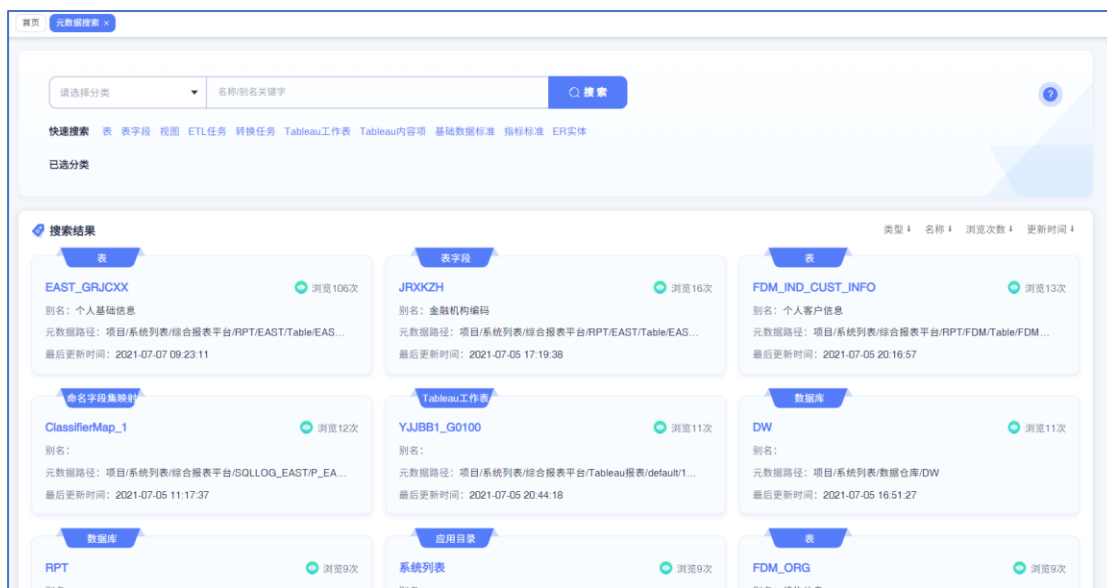 首页 元数据搜索 ×
请选择分类 名称/别名关键字 搜索 ?
快速搜索 表 表字段 视图 ETL任务 转换任务 Tableau工作表 Tableau内容项 基础数据标准 指标标准 ER实体
已选分类
搜索结果 类型 名称 浏览次数 更新时间
表 表字段 表
EAST_GRJCXX 浏览106次 JRXKZH 浏览16次 FDM_IND_CUST_INFO 浏览13次
别名：个人基础信息 别名：金融机构编码 别名：个人客户信息
元数据路径：项目/系统列表/综合报表平台/RPT/EAST/Table/EAS... 元数据路径：项目/系统列表/综合报表平台/RPT/EAST/Table/EAS... 元数据路径：项目/系统列表/综合报表平台/RPT/FDM/Table/FDM...
最后更新时间：2021-07-07 09:23:11 最后更新时间：2021-07-05 17:19:38 最后更新时间：2021-07-05 20:16:57
命名字段集映射 Tableau工作表 数据库
ClassifierMap_1 浏览12次 YJJBB1_G0100 浏览11次 DW 浏览11次
别名： 别名： 别名：
元数据路径：项目/系统列表/综合报表平台/SQLLOG_EAST/P_EA... 元数据路径：项目/系统列表/综合报表平台/Tableau报表/default/1... 元数据路径：项目/系统列表/数据仓库/DW
最后更新时间：2021-07-05 11:17:37 最后更新时间：2021-07-05 20:44:18 最后更新时间：2021-07-05 16:51:27
数据库 应用目录 表
RPT 浏览9次 系统列表 浏览9次 FDM_ORG 浏览9次